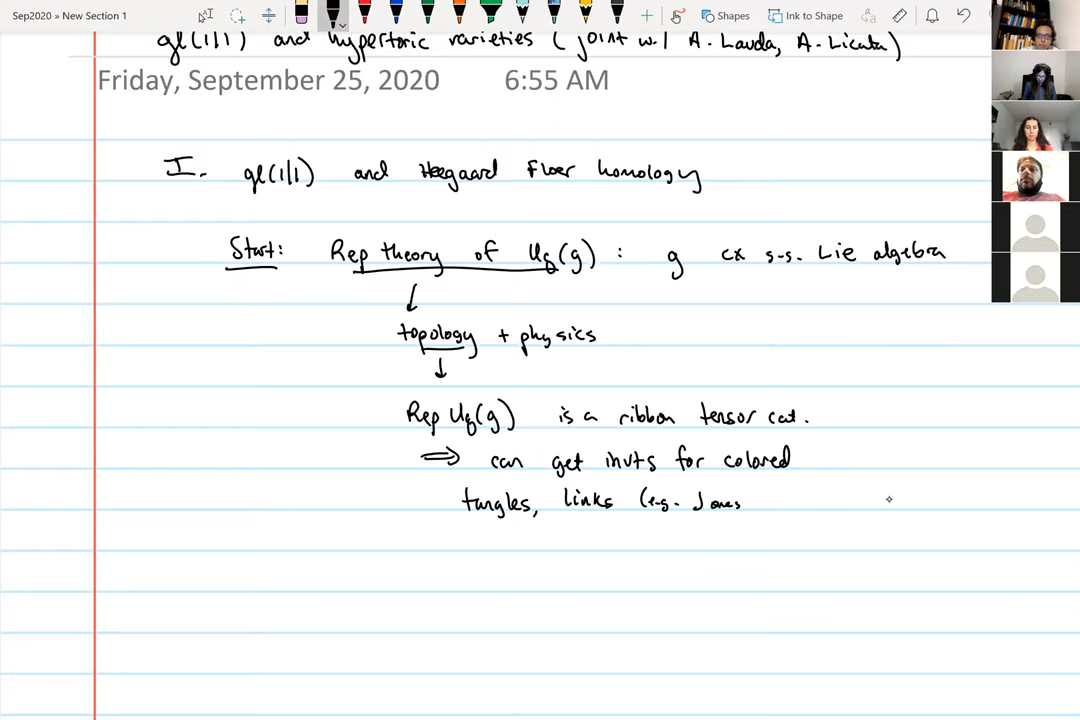 Sep2020 » New Section 1
Shapes
Ink to Shape
gl(1|1) and hypertoric varieties (joint w/ A. Lauda, A. Licata)
Friday, September 25, 2020 6:55 AM
I. gl(1|1) and Heegaard Floer homology
Start: Rep theory of Uq(g) : g cx s.s. Lie algebra
↓
topology + physics
↓
Rep Uq(g) is a ribbon tensor cat.
⇒ can get invts for colored
tangles, links (e.g. Jones